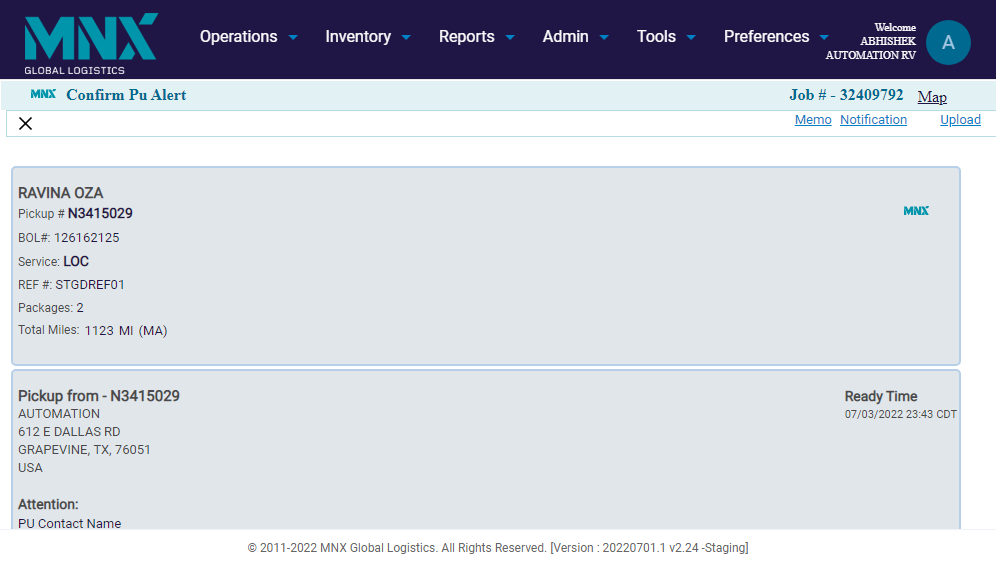 MNX
GLOBAL LOGISTICS
Operations Inventory Reports Admin Tools Preferences
Welcome
ABHISHEK
AUTOMATION RV
A
MNX Confirm Pu Alert Job # - 32409792 Map
Memo Notification Upload
RAVINA OZA
Pickup # N3415029
MNX
BOL#: 126162125
Service: LOC
REF #: STGDREF01
Packages: 2
Total Miles: 1123 MI (MA)
Pickup from - N3415029
Ready Time
AUTOMATION
07/03/2022 23:43 CDT
612 E DALLAS RD
GRAPEVINE, TX, 76051
USA
Attention:
PU Contact Name
© 2011-2022 MNX Global Logistics. All Rights Reserved. [Version : 20220701.1 v2.24 -Staging]